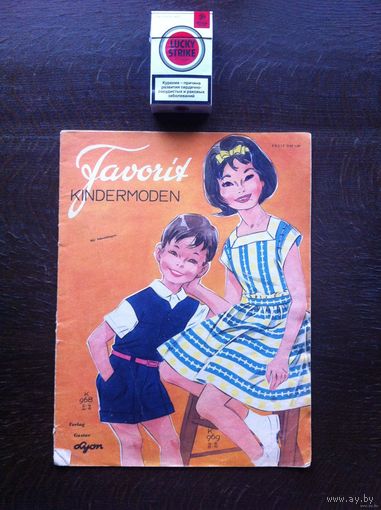 LUCKY
STRIKE
Курение - причина
развития сердечно-
сосудистых и раковых
заболеваний
Favorit
KINDERMODEN
K
968
K
969
Verlag
Gustav
Lyon
www.ay.by